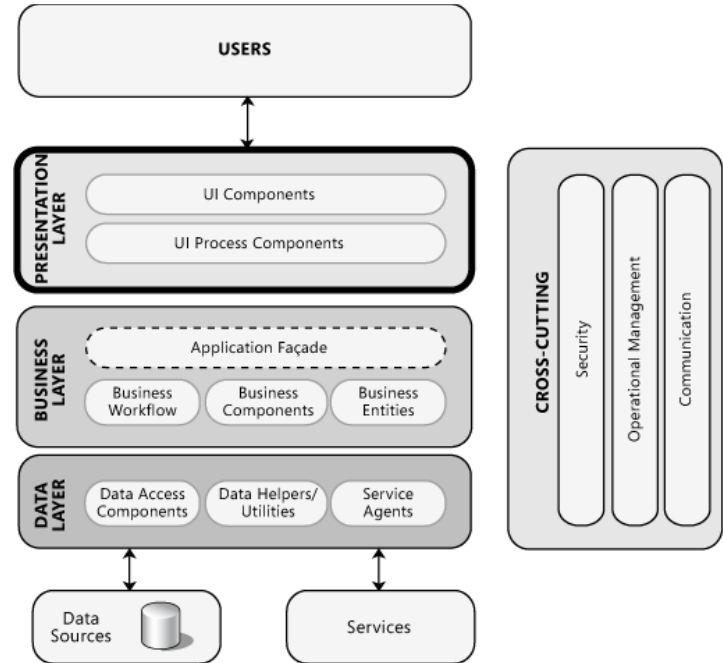 USERS
PRESENTATION
LAYER
UI Components
UI Process Components
BUSINESS
LAYER
Application Façade
Business
Workflow
Business
Components
Business
Entities
DATA
LAYER
Data Access
Components
Data Helpers/
Utilities
Service
Agents
Data
Sources
Services
CROSS-CUTTING
Security
Operational Management
Communication